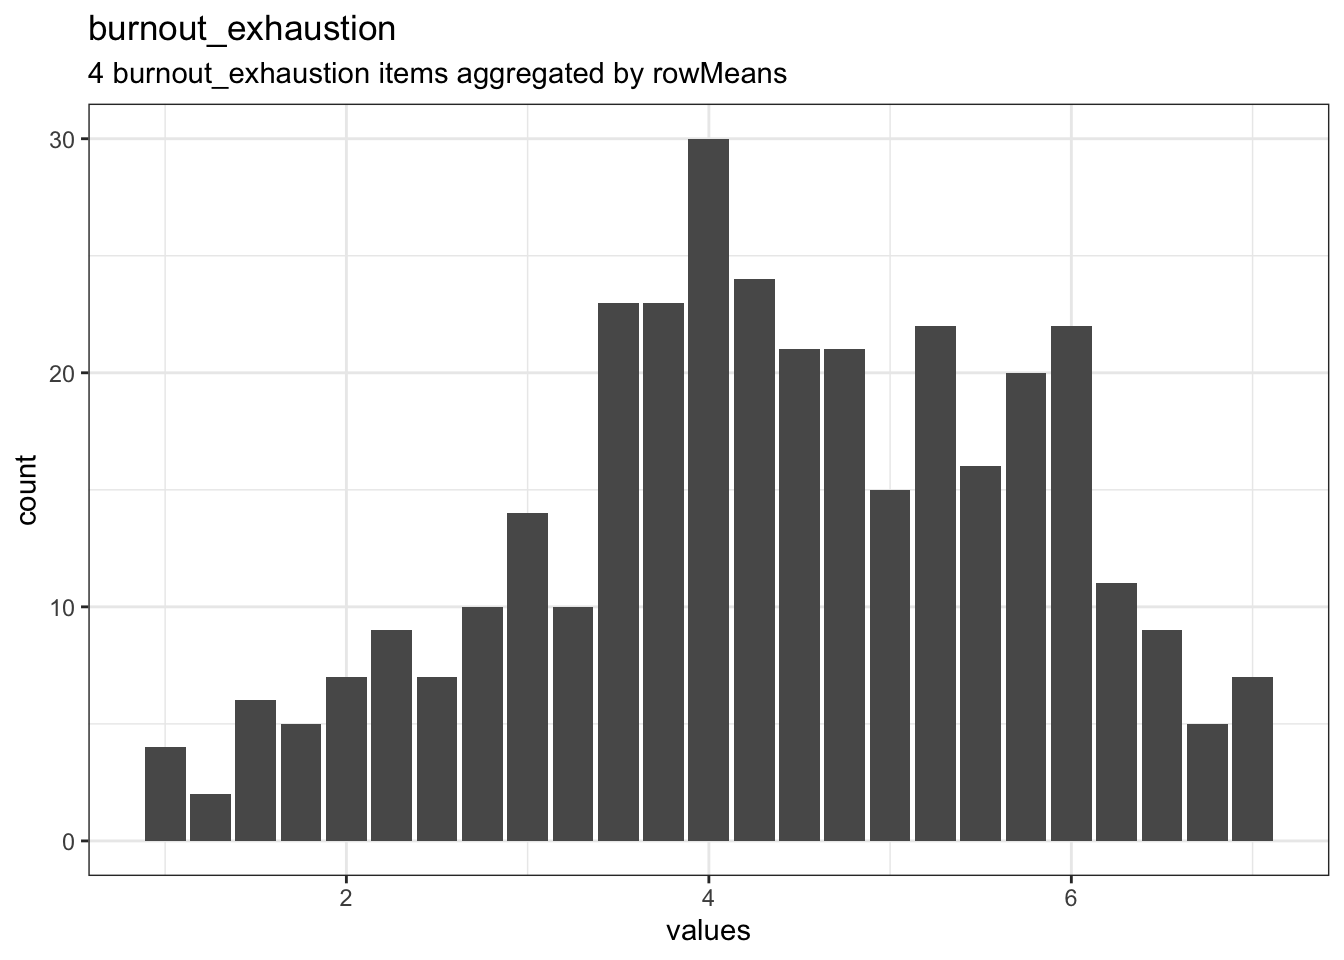 burnout_exhaustion
4 burnout_exhaustion items aggregated by rowMeans
30
20
10
0
count
2 4 6
values